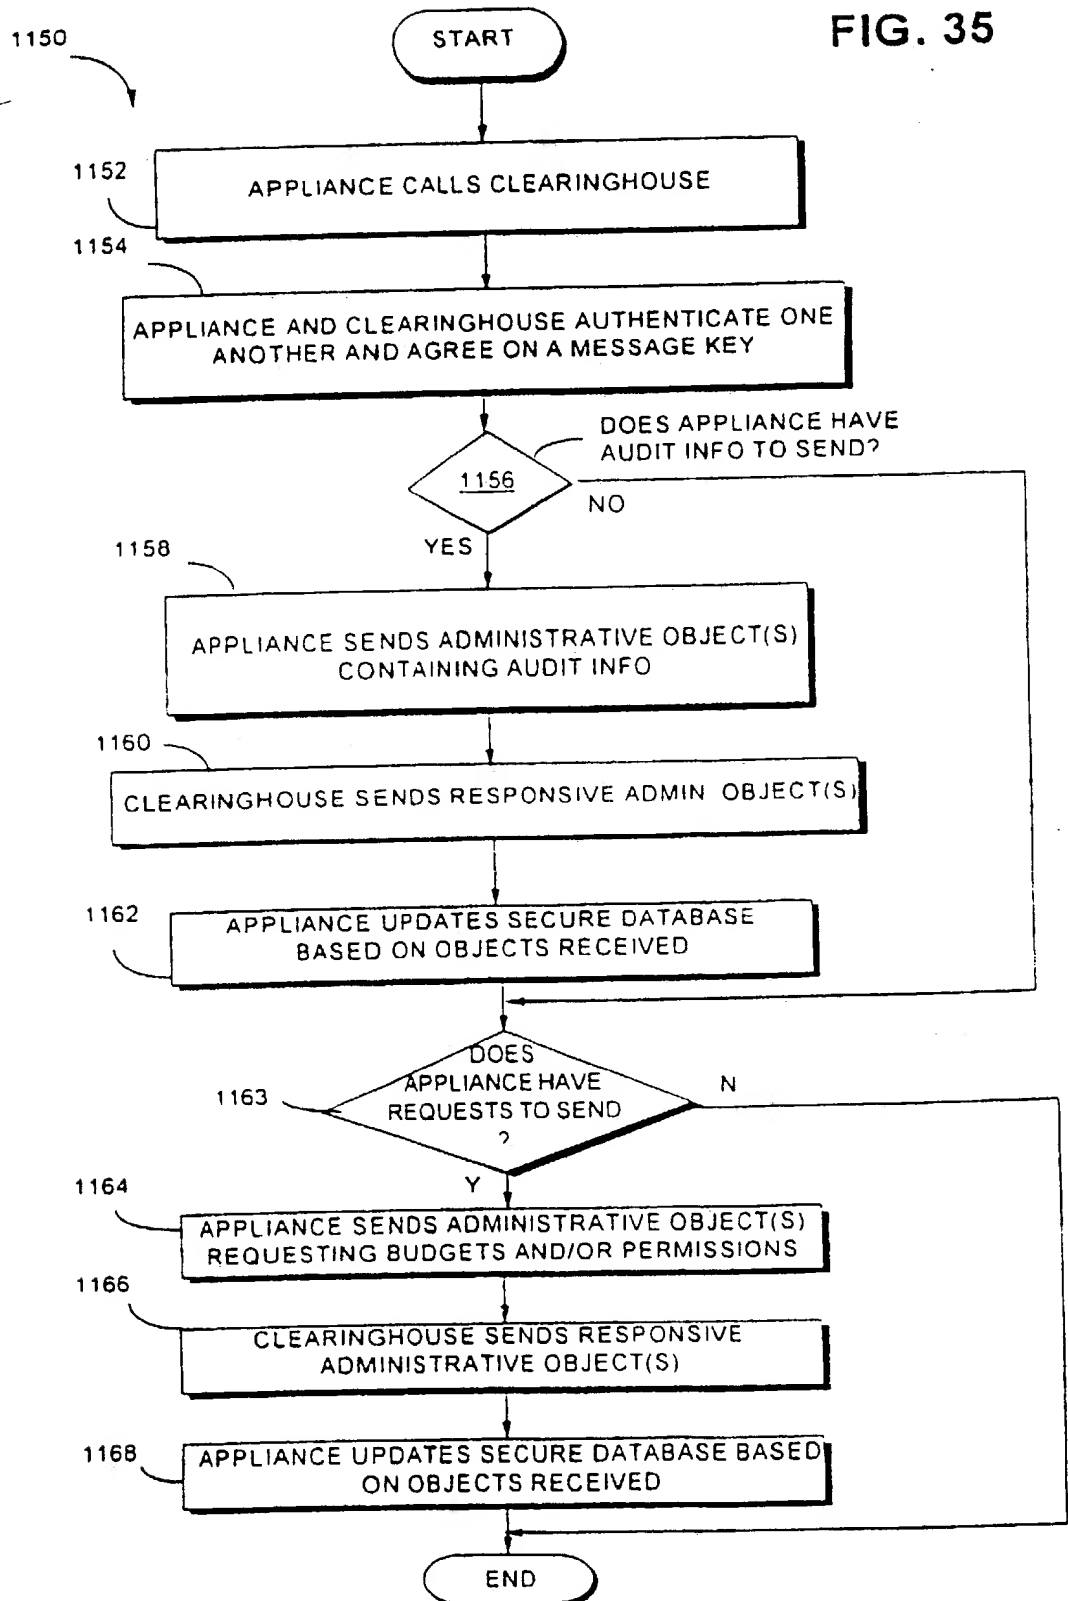 FIG. 35
1150
START
1152
APPLIANCE CALLS CLEARINGHOUSE
1154
APPLIANCE AND CLEARINGHOUSE AUTHENTICATE ONE
ANOTHER AND AGREE ON A MESSAGE KEY
DOES APPLIANCE HAVE
AUDIT INFO TO SEND?
1156
NO
YES
1158
APPLIANCE SENDS ADMINISTRATIVE OBJECT(S)
CONTAINING AUDIT INFO
1160
CLEARINGHOUSE SENDS RESPONSIVE ADMIN OBJECT(S)
1162
APPLIANCE UPDATES SECURE DATABASE
BASED ON OBJECTS RECEIVED
1163
DOES
APPLIANCE HAVE
REQUESTS TO SEND
?
N
Y
1164
APPLIANCE SENDS ADMINISTRATIVE OBJECT(S)
REQUESTING BUDGETS AND/OR PERMISSIONS
1166
CLEARINGHOUSE SENDS RESPONSIVE
ADMINISTRATIVE OBJECT(S)
1168
APPLIANCE UPDATES SECURE DATABASE BASED
ON OBJECTS RECEIVED
END